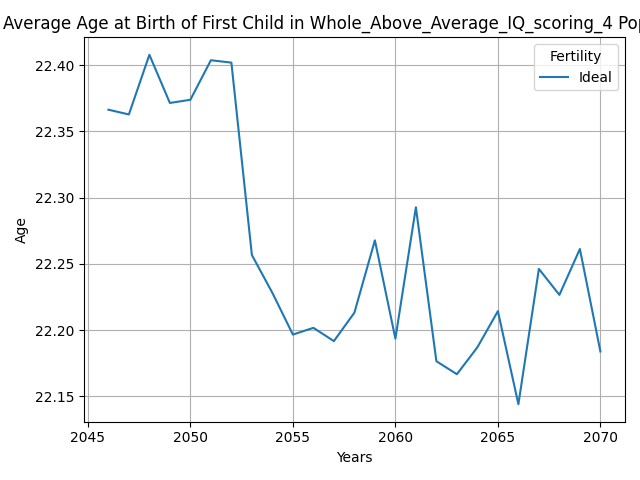 Average Age at Birth of First Child in Whole_Above_Average_IQ_scoring_4 Po
Fertility
Ideal
22.40
22.35
22.30
22.25
22.20
22.15
Age
2045 2050 2055 2060 2065 2070
Years